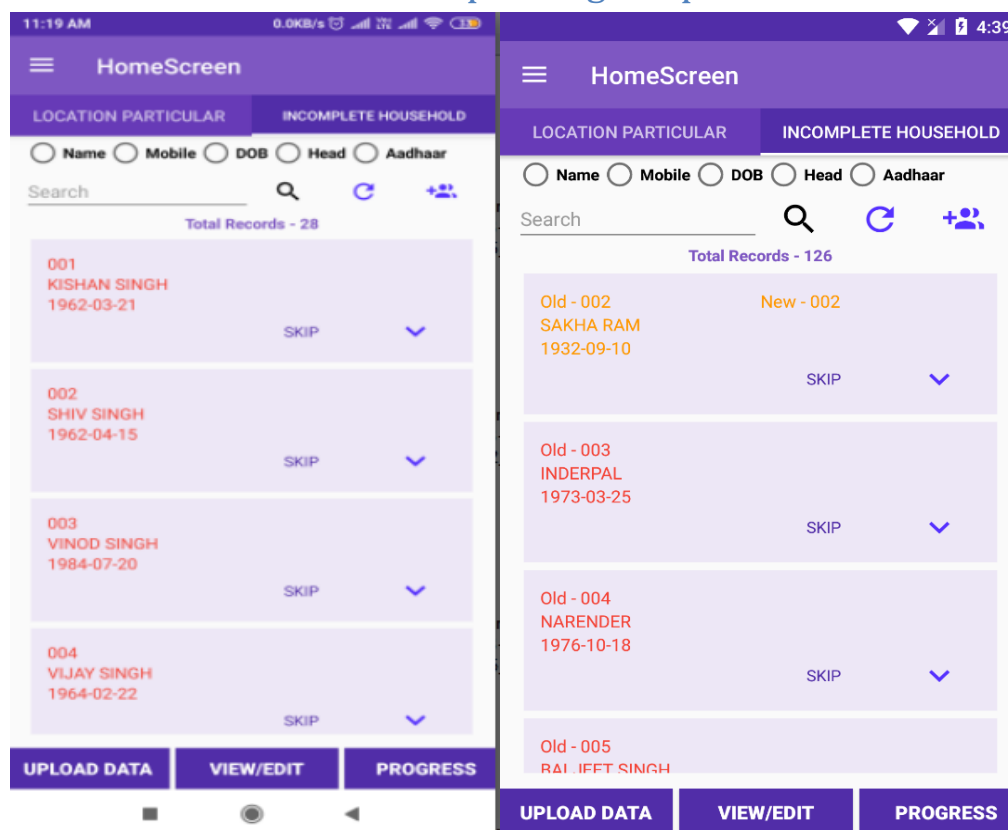 11:19 AM 0.0KB/s
HomeScreen
LOCATION PARTICULAR INCOMPLETE HOUSEHOLD
Name Mobile DOB Head Aadhaar
Search
Total Records - 28
001
KISHAN SINGH
1962-03-21
SKIP
002
SHIV SINGH
1962-04-15
SKIP
003
VINOD SINGH
1984-07-20
SKIP
004
VIJAY SINGH
1964-02-22
SKIP
UPLOAD DATA VIEW/EDIT PROGRESS
4:39
HomeScreen
LOCATION PARTICULAR INCOMPLETE HOUSEHOLD
Name Mobile DOB Head Aadhaar
Search
Total Records - 126
Old - 002 New - 002
SAKHA RAM
1932-09-10
SKIP
Old - 003
INDERPAL
1973-03-25
SKIP
Old - 004
NARENDER
1976-10-18
SKIP
Old - 005
BALJEET SINGH
UPLOAD DATA VIEW/EDIT PROGRESS